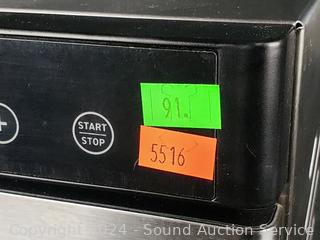 91.
+
START
STOP
5516
Copyright 2024 - Sound Auction Service